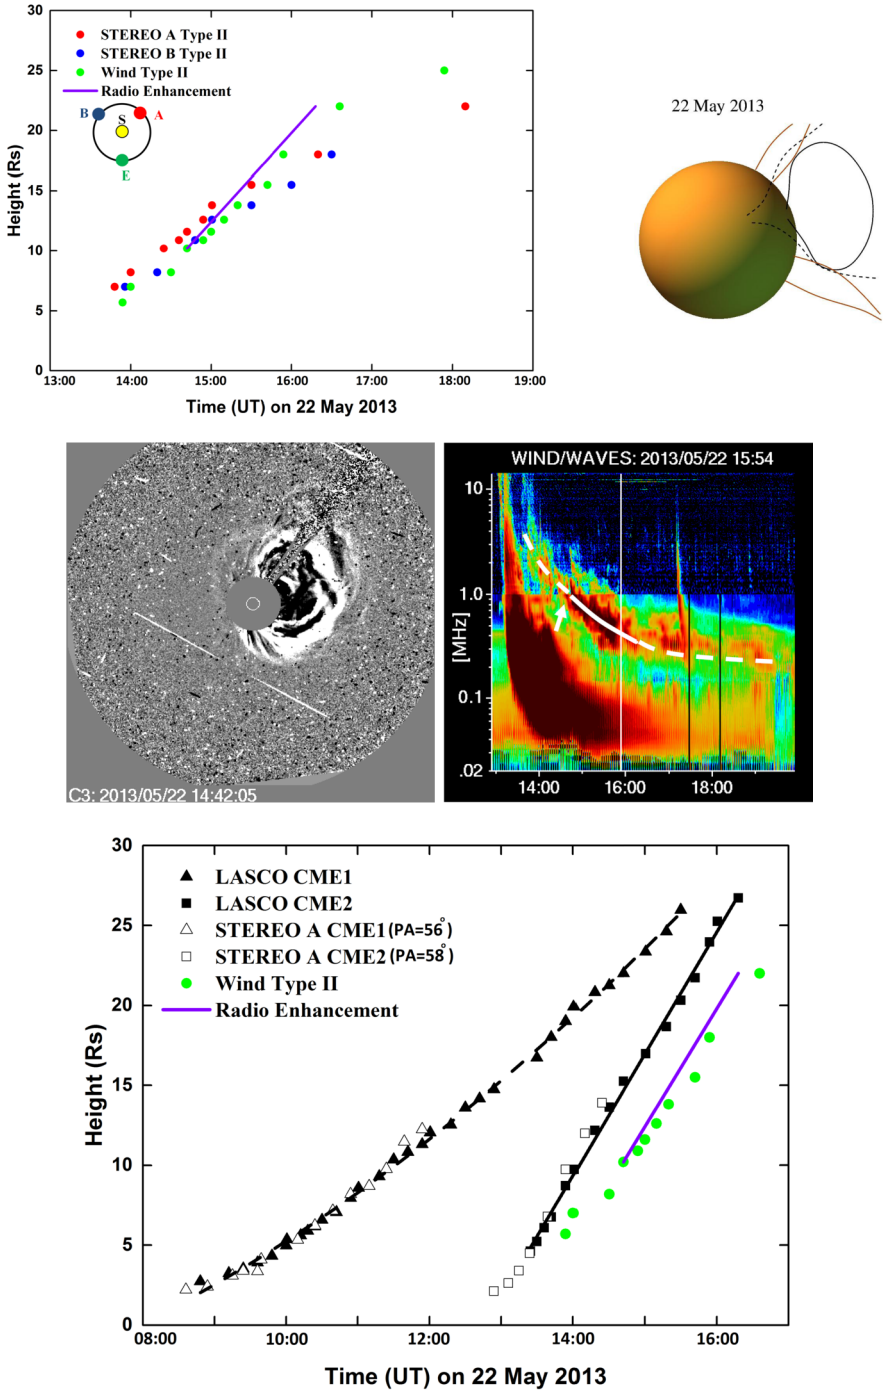 30
25
20
15
10
5
0
Height (Rs)
STEREO A Type II
STEREO B Type II
Wind Type II
Radio Enhancement
B
S
A
E
13:00 14:00 15:00 16:00 17:00 18:00 19:00
Time (UT) on 22 May 2013
22 May 2013
C3: 2013/05/22 14:42:05
WIND/WAVES: 2013/05/22 15:54
10
1.0
0.1
.02
[MHz]
14:00 16:00 18:00
30
25
20
15
10
5
0
Height (Rs)
LASCO CME1
LASCO CME2
STEREO A CME1 (PA=56°)
STEREO A CME2 (PA=58°)
Wind Type II
Radio Enhancement
08:00 10:00 12:00 14:00 16:00
Time (UT) on 22 May 2013